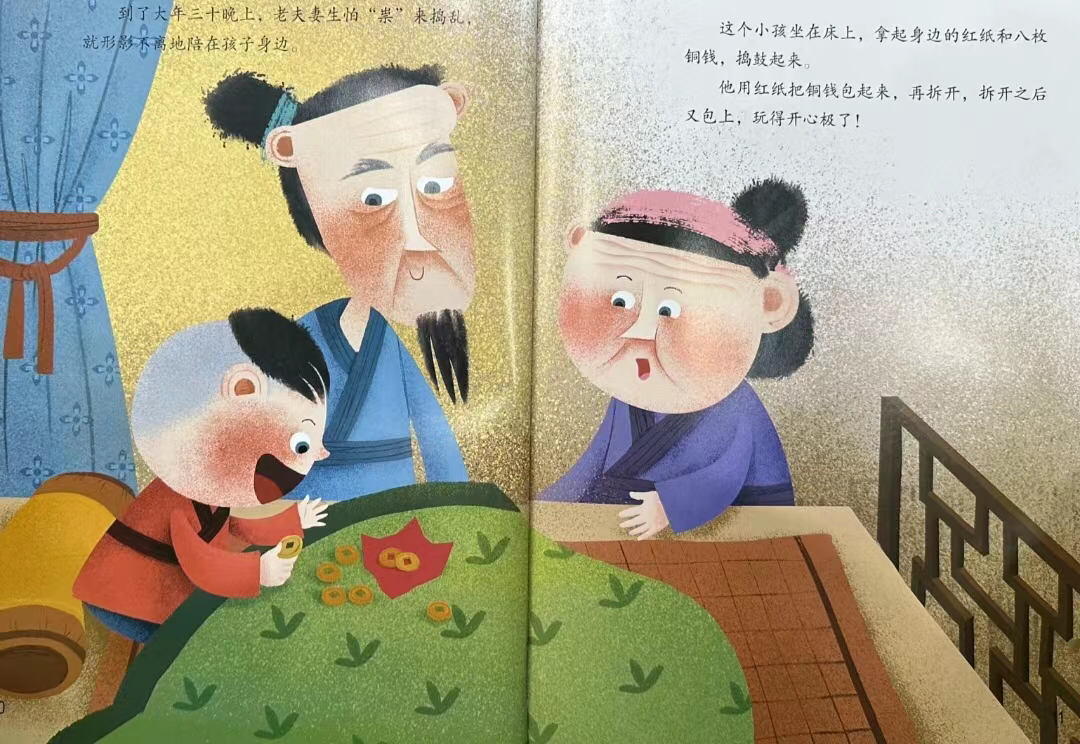 到了大年三十晚上，老夫妻生怕“祟”来捣乱，
就形影不离地陪在孩子身边。
这个小孩坐在床上，拿起身边的红纸和八枚
铜钱，捣鼓起来。
他用红纸把铜钱包起来，再拆开，拆开之后
又包上，玩得开心极了！